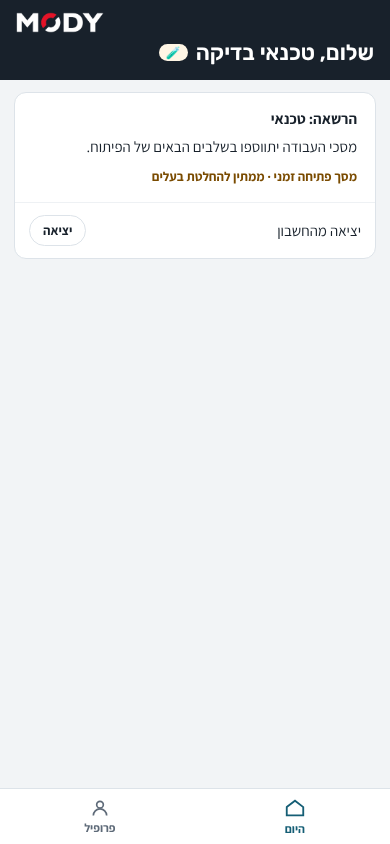 MODY
שלום, טכנאי בדיקה 🧪
הרשאה: טכנאי
מסכי העבודה יתווספו בשלבים הבאים של הפיתוח.
מסך פתיחה זמני · ממתין להחלטת בעלים
יציאה מהחשבון
יציאה
היום
פרופיל